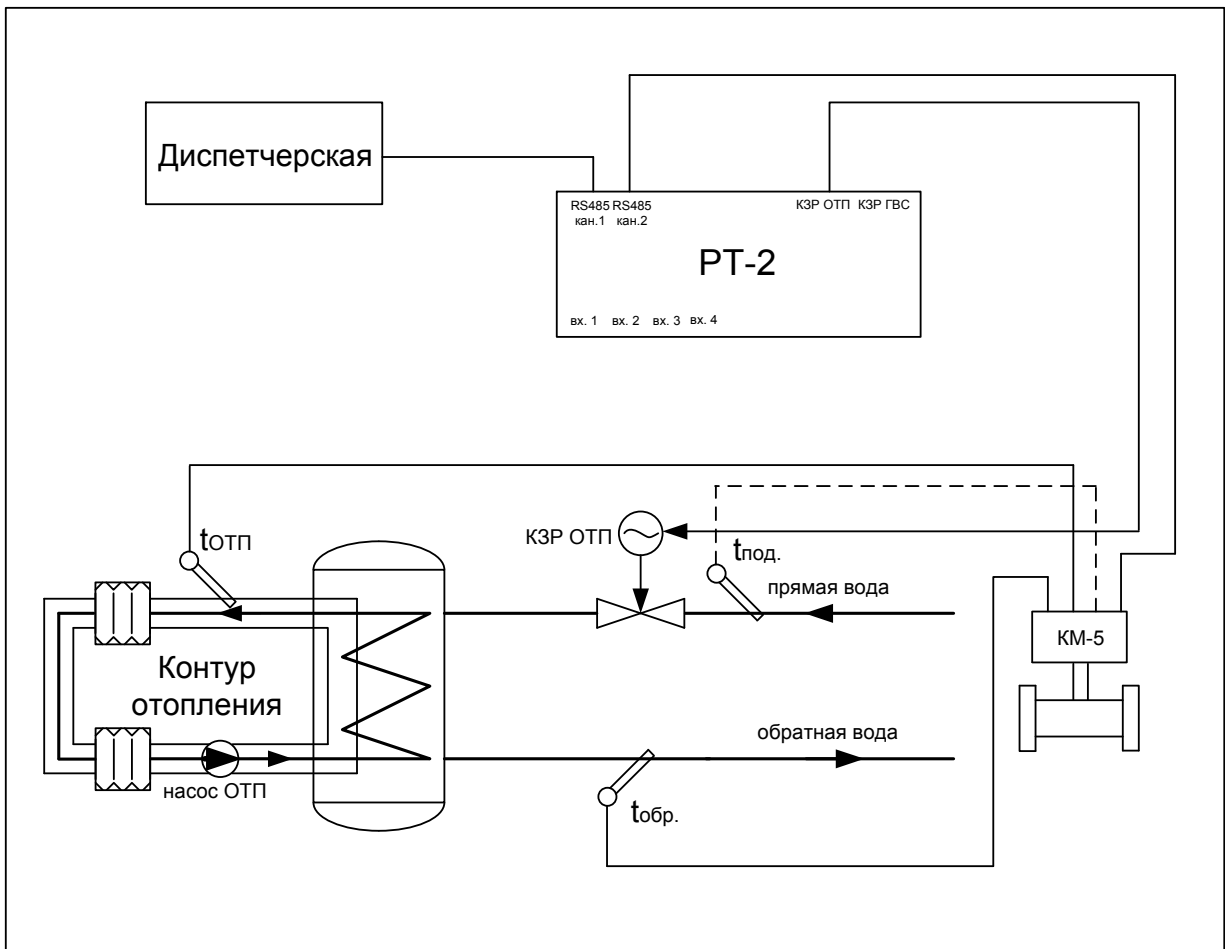 Диспетчерская
RS485 RS485
кан.1 кан.2
КЗР ОТП КЗР ГВС
РТ-2
вх. 1 вх. 2 вх. 3 вх. 4
tОТП
КЗР ОТП
tпод.
прямая вода
КМ-5
Контур
отопления
обратная вода
насос ОТП
tобр.